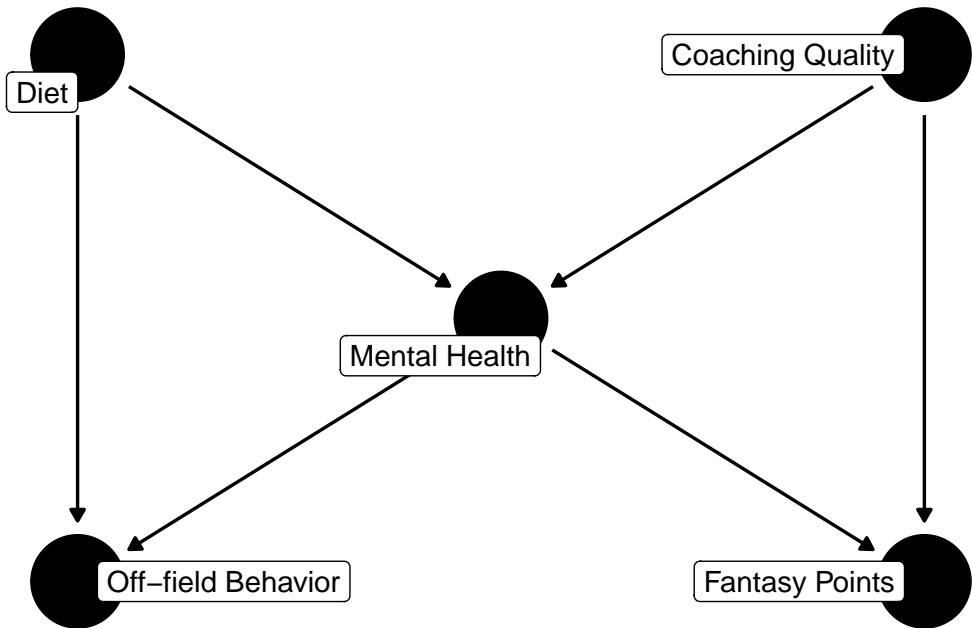 Coaching Quality
Diet
Mental Health
Off−field Behavior
Fantasy Points